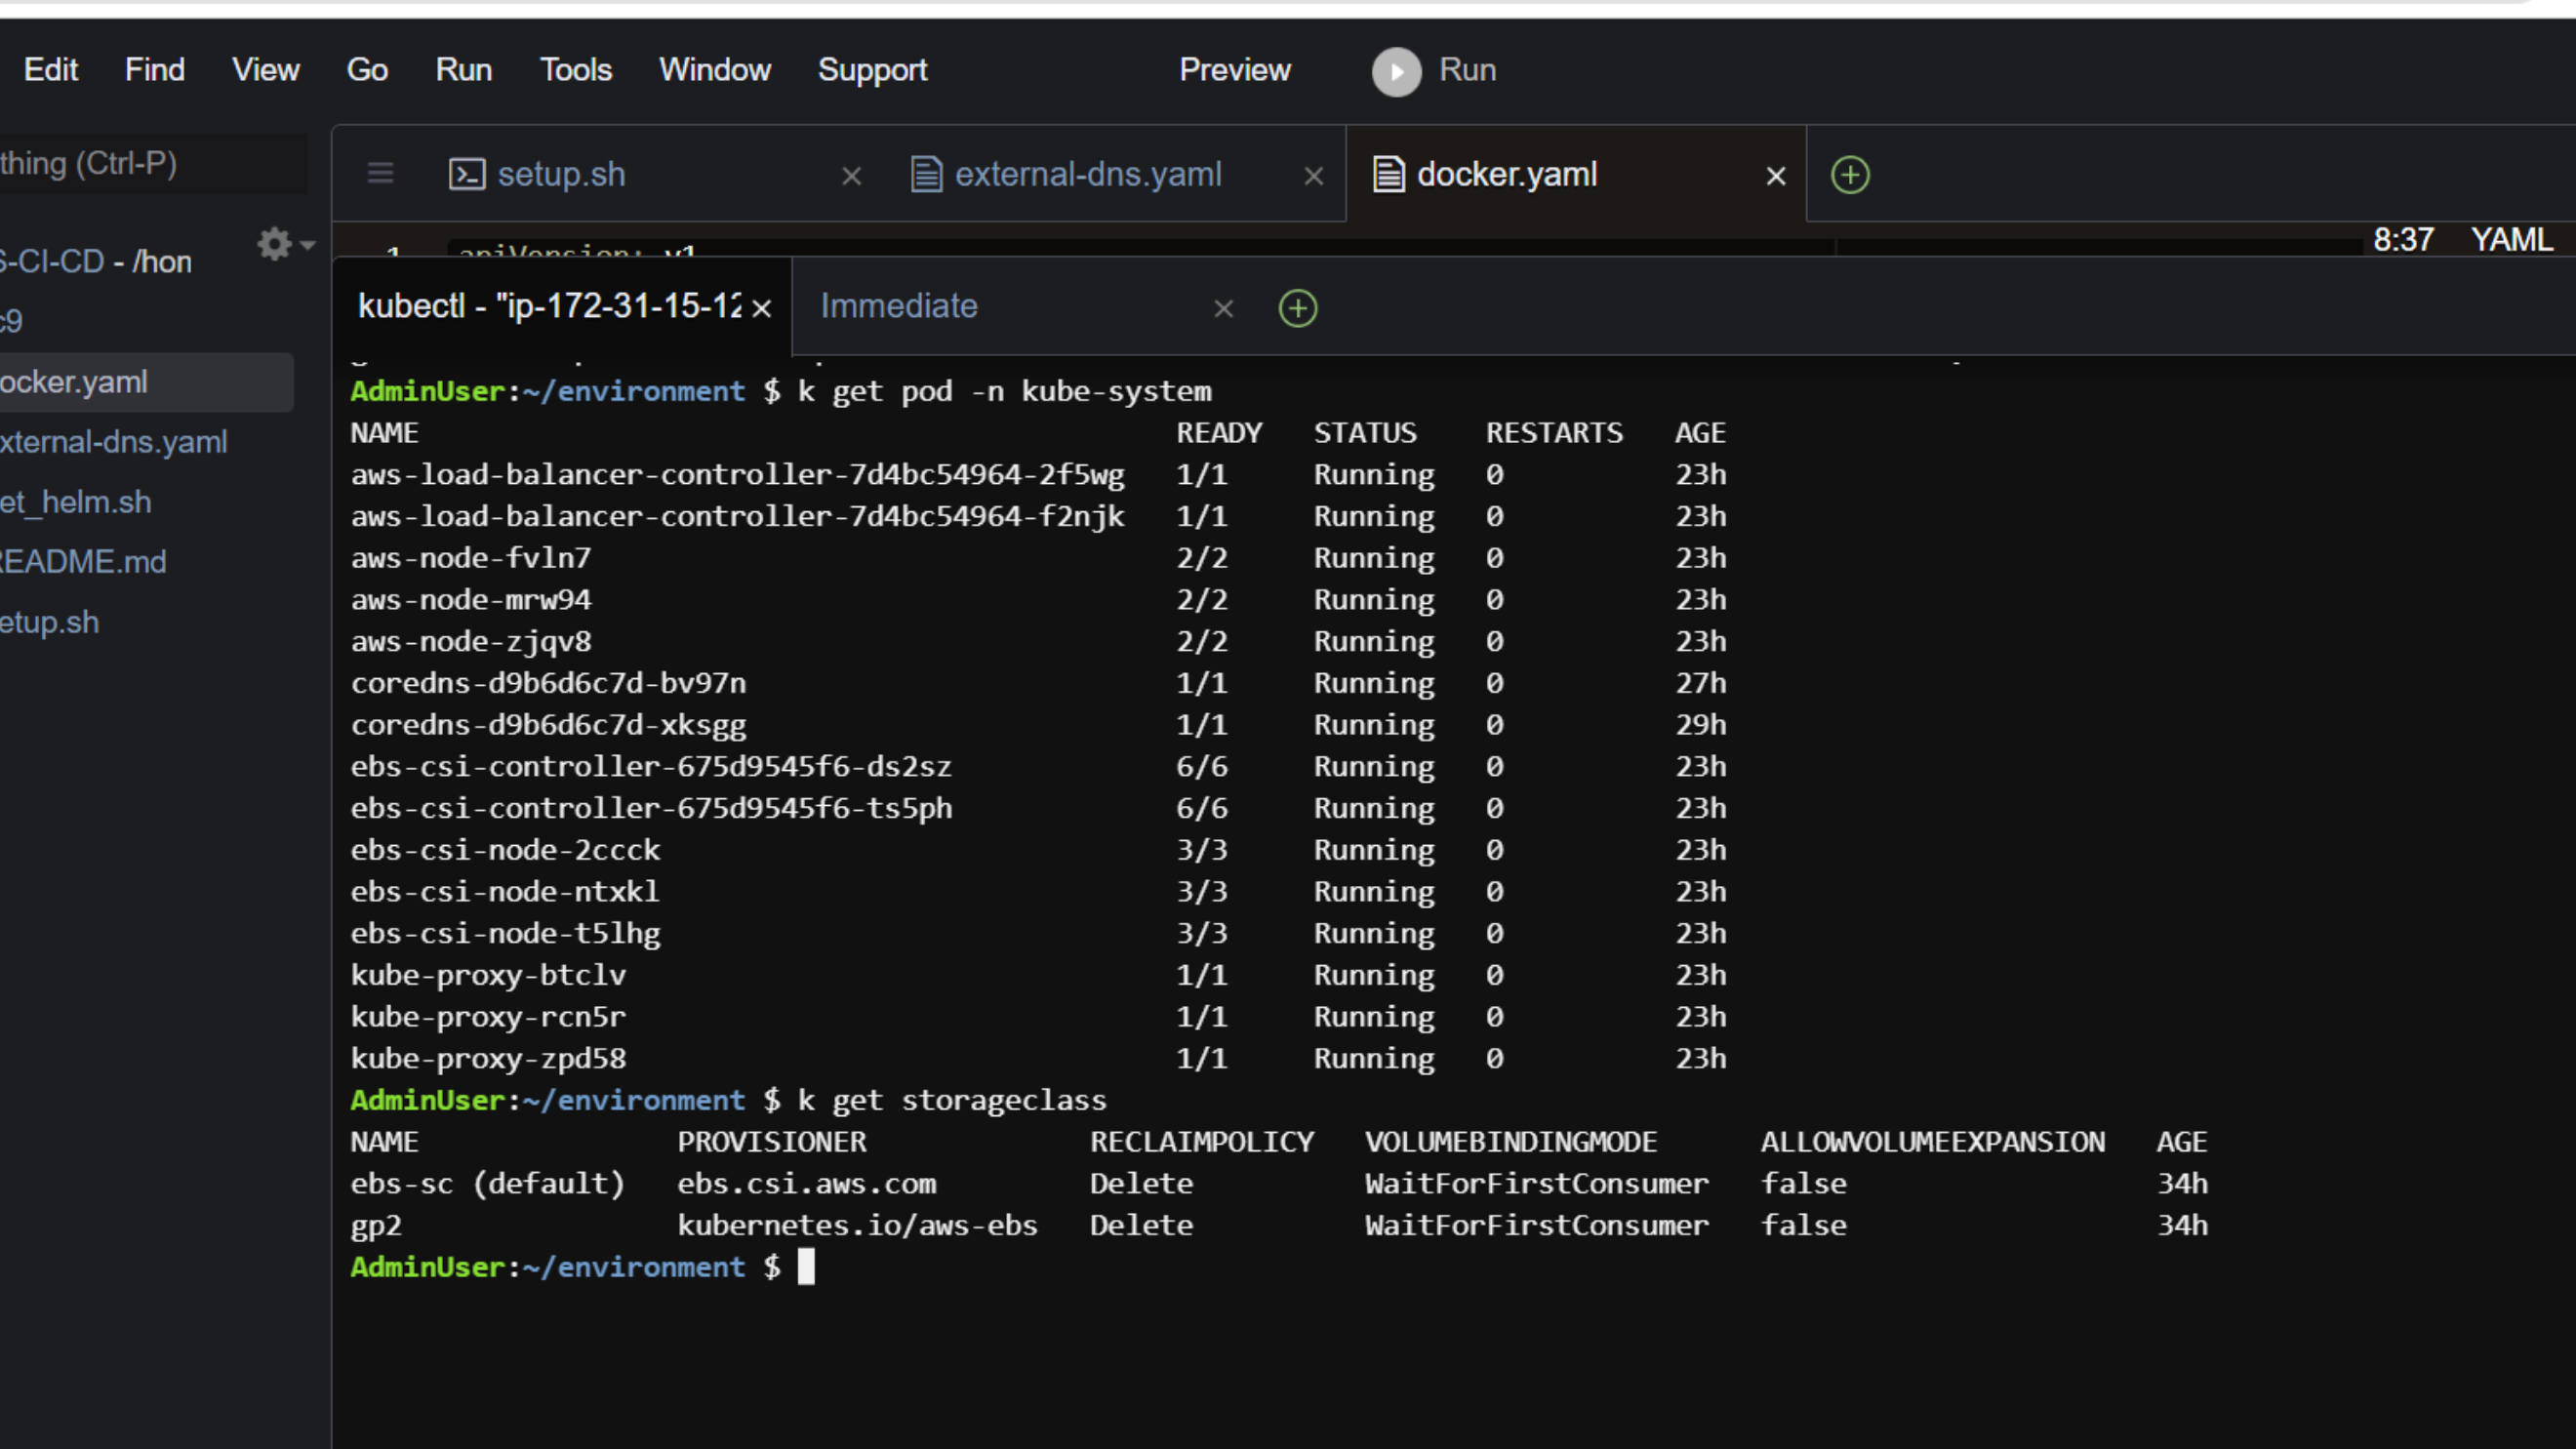 Edit Find View Go Run Tools Window Support Preview Run
thing (Ctrl-P)
setup.sh external-dns.yaml docker.yaml
S-CI-CD - /hom
1 apiVersion: v1
8:37 YAML
c9
kubectl - "ip-172-31-15-12 Immediate
ocker.yaml
xternal-dns.yaml
et_helm.sh
README.md
etup.sh
AdminUser:~/environment $ k get pod -n kube-system
NAME READY STATUS RESTARTS AGE
aws-load-balancer-controller-7d4bc54964-2f5wg 1/1 Running 0 23h
aws-load-balancer-controller-7d4bc54964-f2njk 1/1 Running 0 23h
aws-node-fvln7 2/2 Running 0 23h
aws-node-mrw94 2/2 Running 0 23h
aws-node-zjqv8 2/2 Running 0 23h
coredns-d9b6d6c7d-bv97n 1/1 Running 0 27h
coredns-d9b6d6c7d-xksgg 1/1 Running 0 29h
ebs-csi-controller-675d9545f6-ds2sz 6/6 Running 0 23h
ebs-csi-controller-675d9545f6-ts5ph 6/6 Running 0 23h
ebs-csi-node-2ccck 3/3 Running 0 23h
ebs-csi-node-ntxkl 3/3 Running 0 23h
ebs-csi-node-t5lhg 3/3 Running 0 23h
kube-proxy-btclv 1/1 Running 0 23h
kube-proxy-rcn5r 1/1 Running 0 23h
kube-proxy-zpd58 1/1 Running 0 23h
AdminUser:~/environment $ k get storageclass
NAME PROVISIONER RECLAIMPOLICY VOLUMEBINDINGMODE ALLOWVOLUMEEXPANSION AGE
ebs-sc (default) ebs.csi.aws.com Delete WaitForFirstConsumer false 34h
gp2 kubernetes.io/aws-ebs Delete WaitForFirstConsumer false 34h
AdminUser:~/environment $